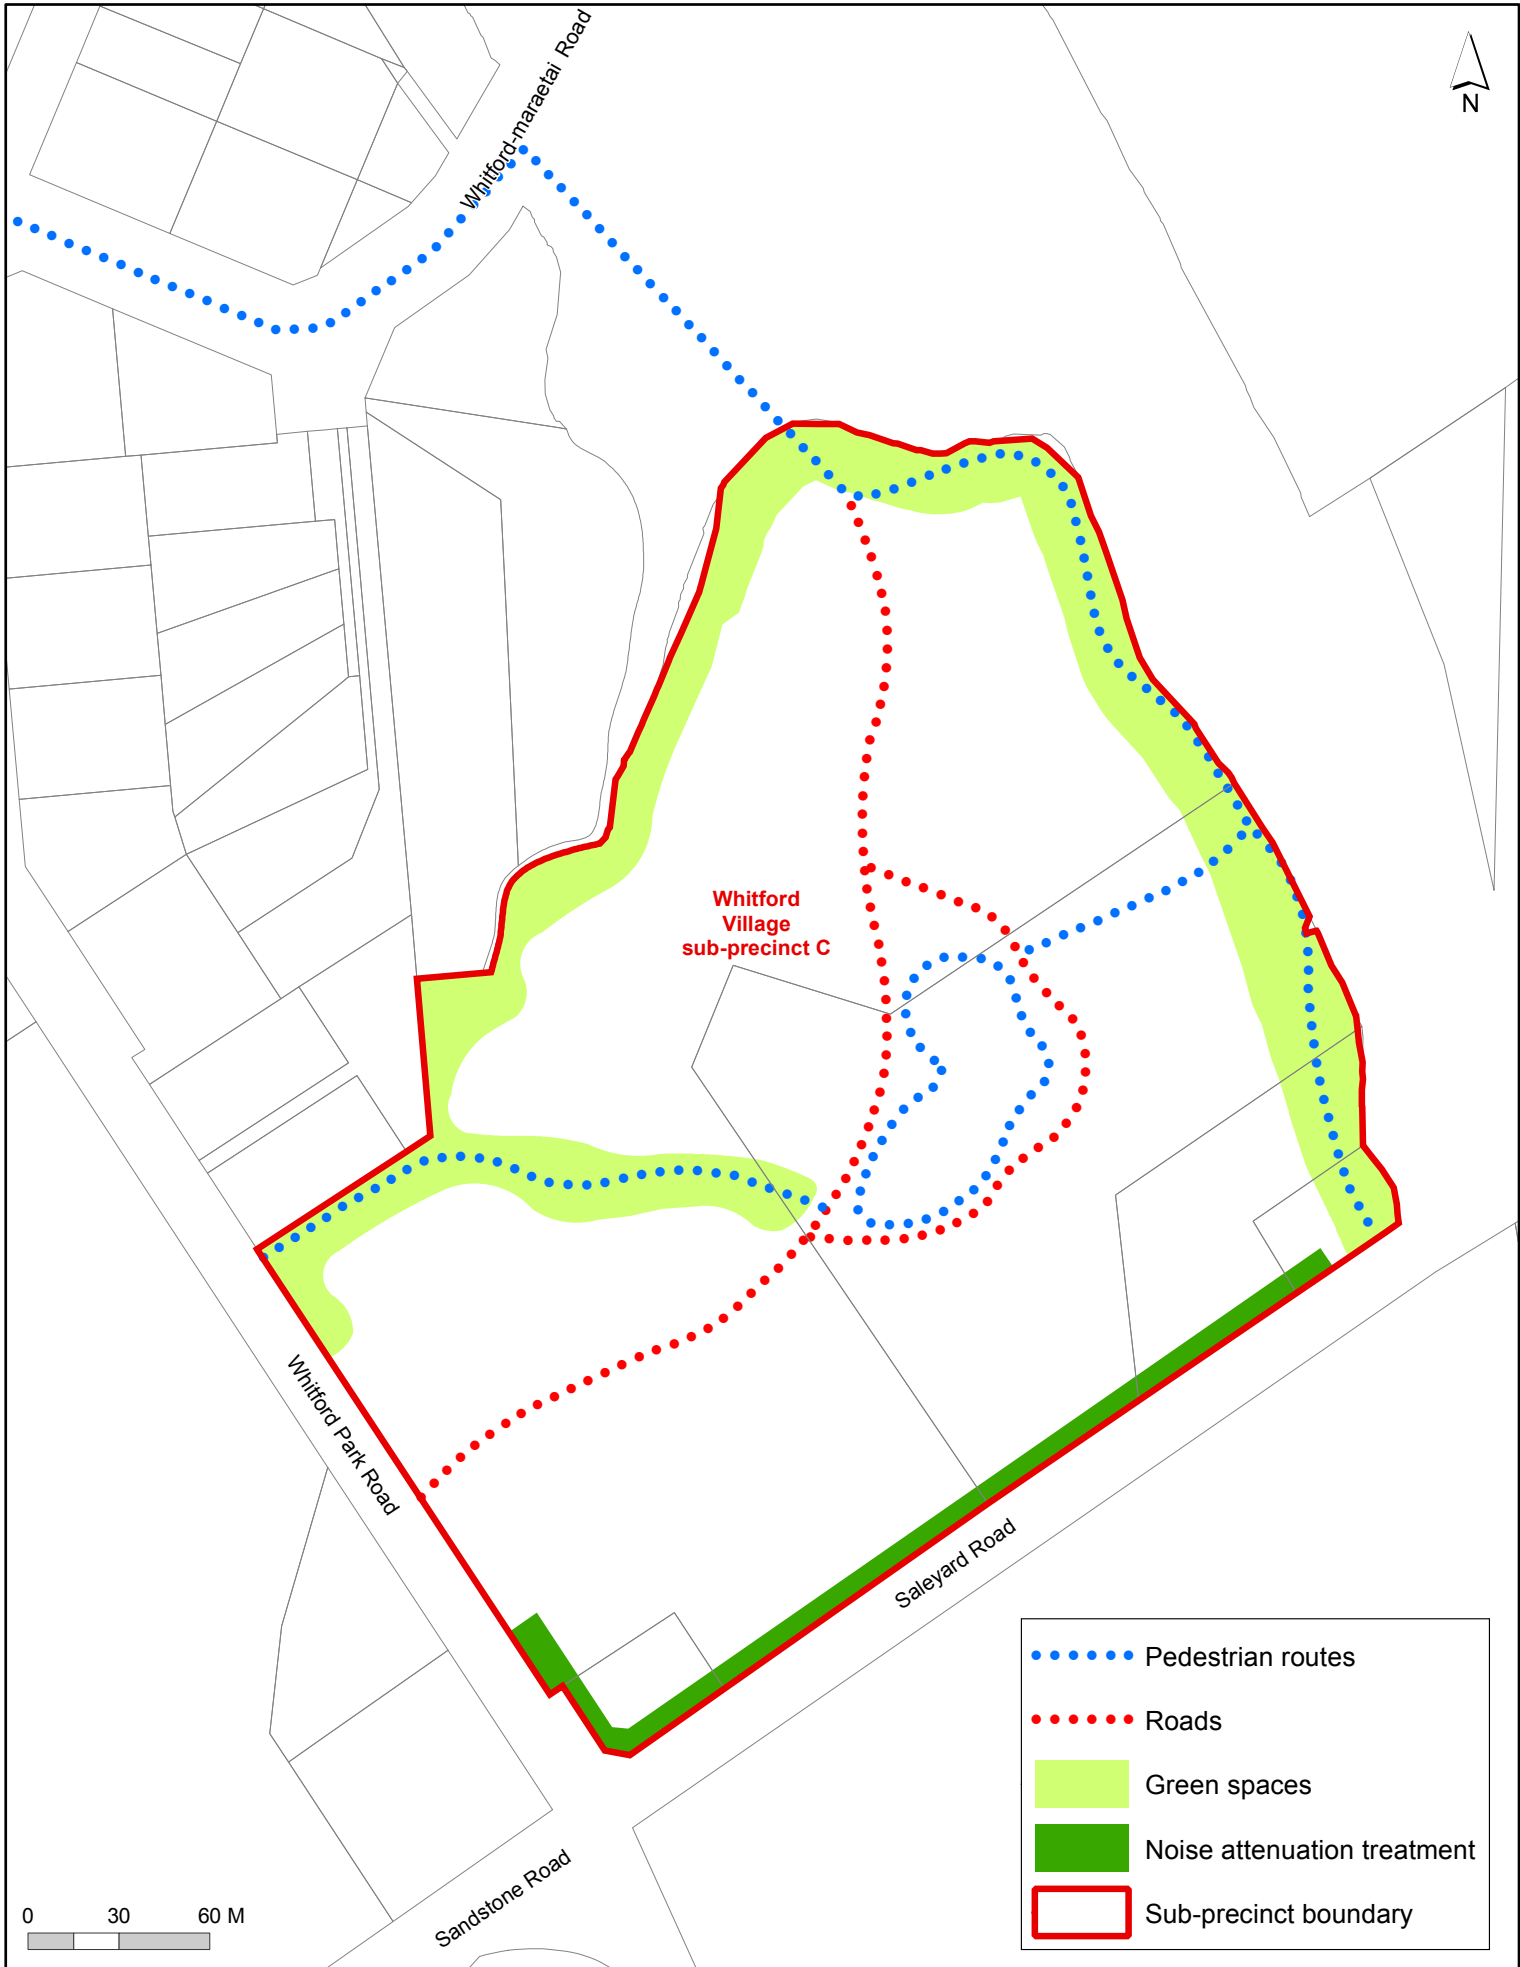 Whitford-maraetai Road
N
Whitford
Village
sub-precinct C
Whitford Park Road
Saleyard Road
Sandstone Road
Pedestrian routes
Roads
Green spaces
Noise attenuation treatment
Sub-precinct boundary
0 30 60 M